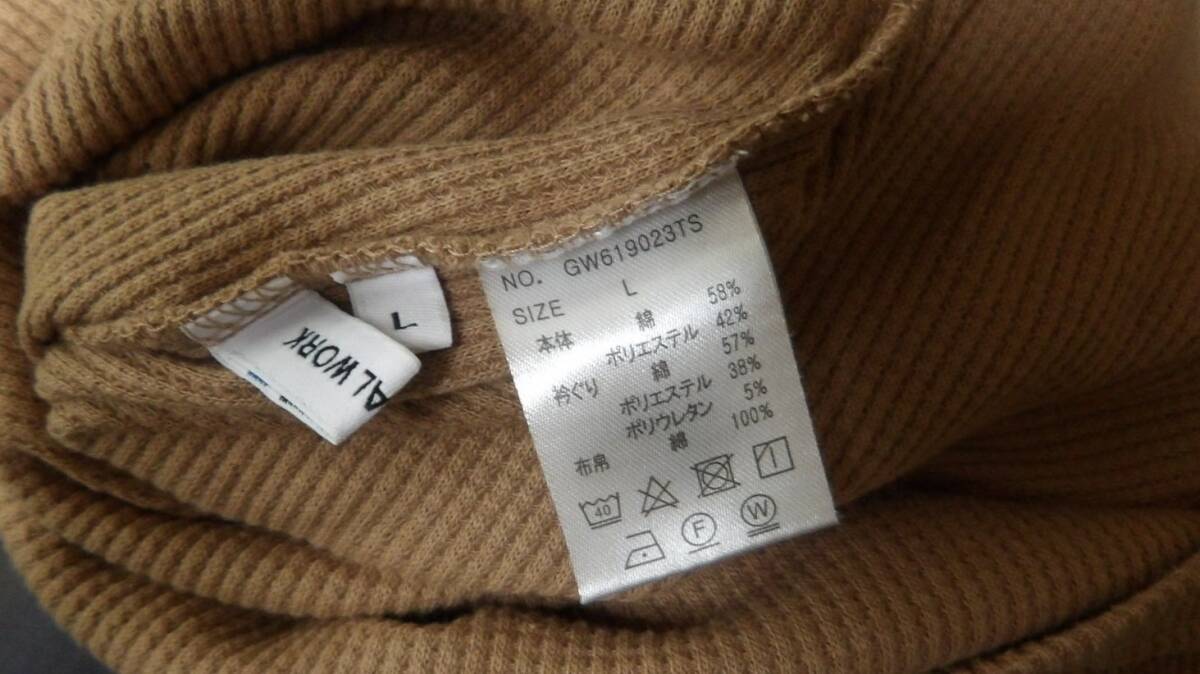 NO. GW619023TS
SIZE L
本体 綿 58%
ポリエステル 42%
衿ぐり 綿 57%
ポリエステル 38%
ポリウレタン 5%
布帛 綿 100%
40
F W
L
AL WORK